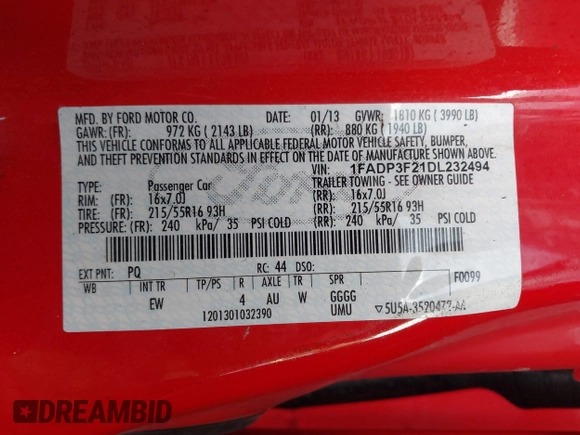 MFD. BY FORD MOTOR CO. DATE: 01/13 GVWR: 1810 KG ( 3990 LB)
GAWR: (FR) 972 KG ( 2143 LB) (RR): 880 KG ( 1940 LB)
THIS VEHICLE CONFORMS TO ALL APPLICABLE FEDERAL MOTOR VEHICLE SAFETY, BUMPER,
AND THEFT PREVENTION STANDARDS IN EFFECT ON THE DATE OF MANUFACTURE SHOWN ABOVE.
VIN: 1FADP3F21DL232494
TYPE: Passenger Car TRAILER TOWING - SEE OWNER GUIDE
RIM: (FR) 16x7.0J (RR): 16x7.0J
TIRE: (FR) 215/55R16 93H (RR): 215/55R16 93H
PRESSURE: (FR) 240 kPa/ 35 PSI COLD (RR): 240 kPa/ 35 PSI COLD
EXT PNT: PQ RC: 44 DSO: F0099
WB INT TR TP/PS R AXLE TR SPR
EW 4 AU W GGGG
UMU
1201301032390 ▽5U5A-3520472-AA
DREAMBID